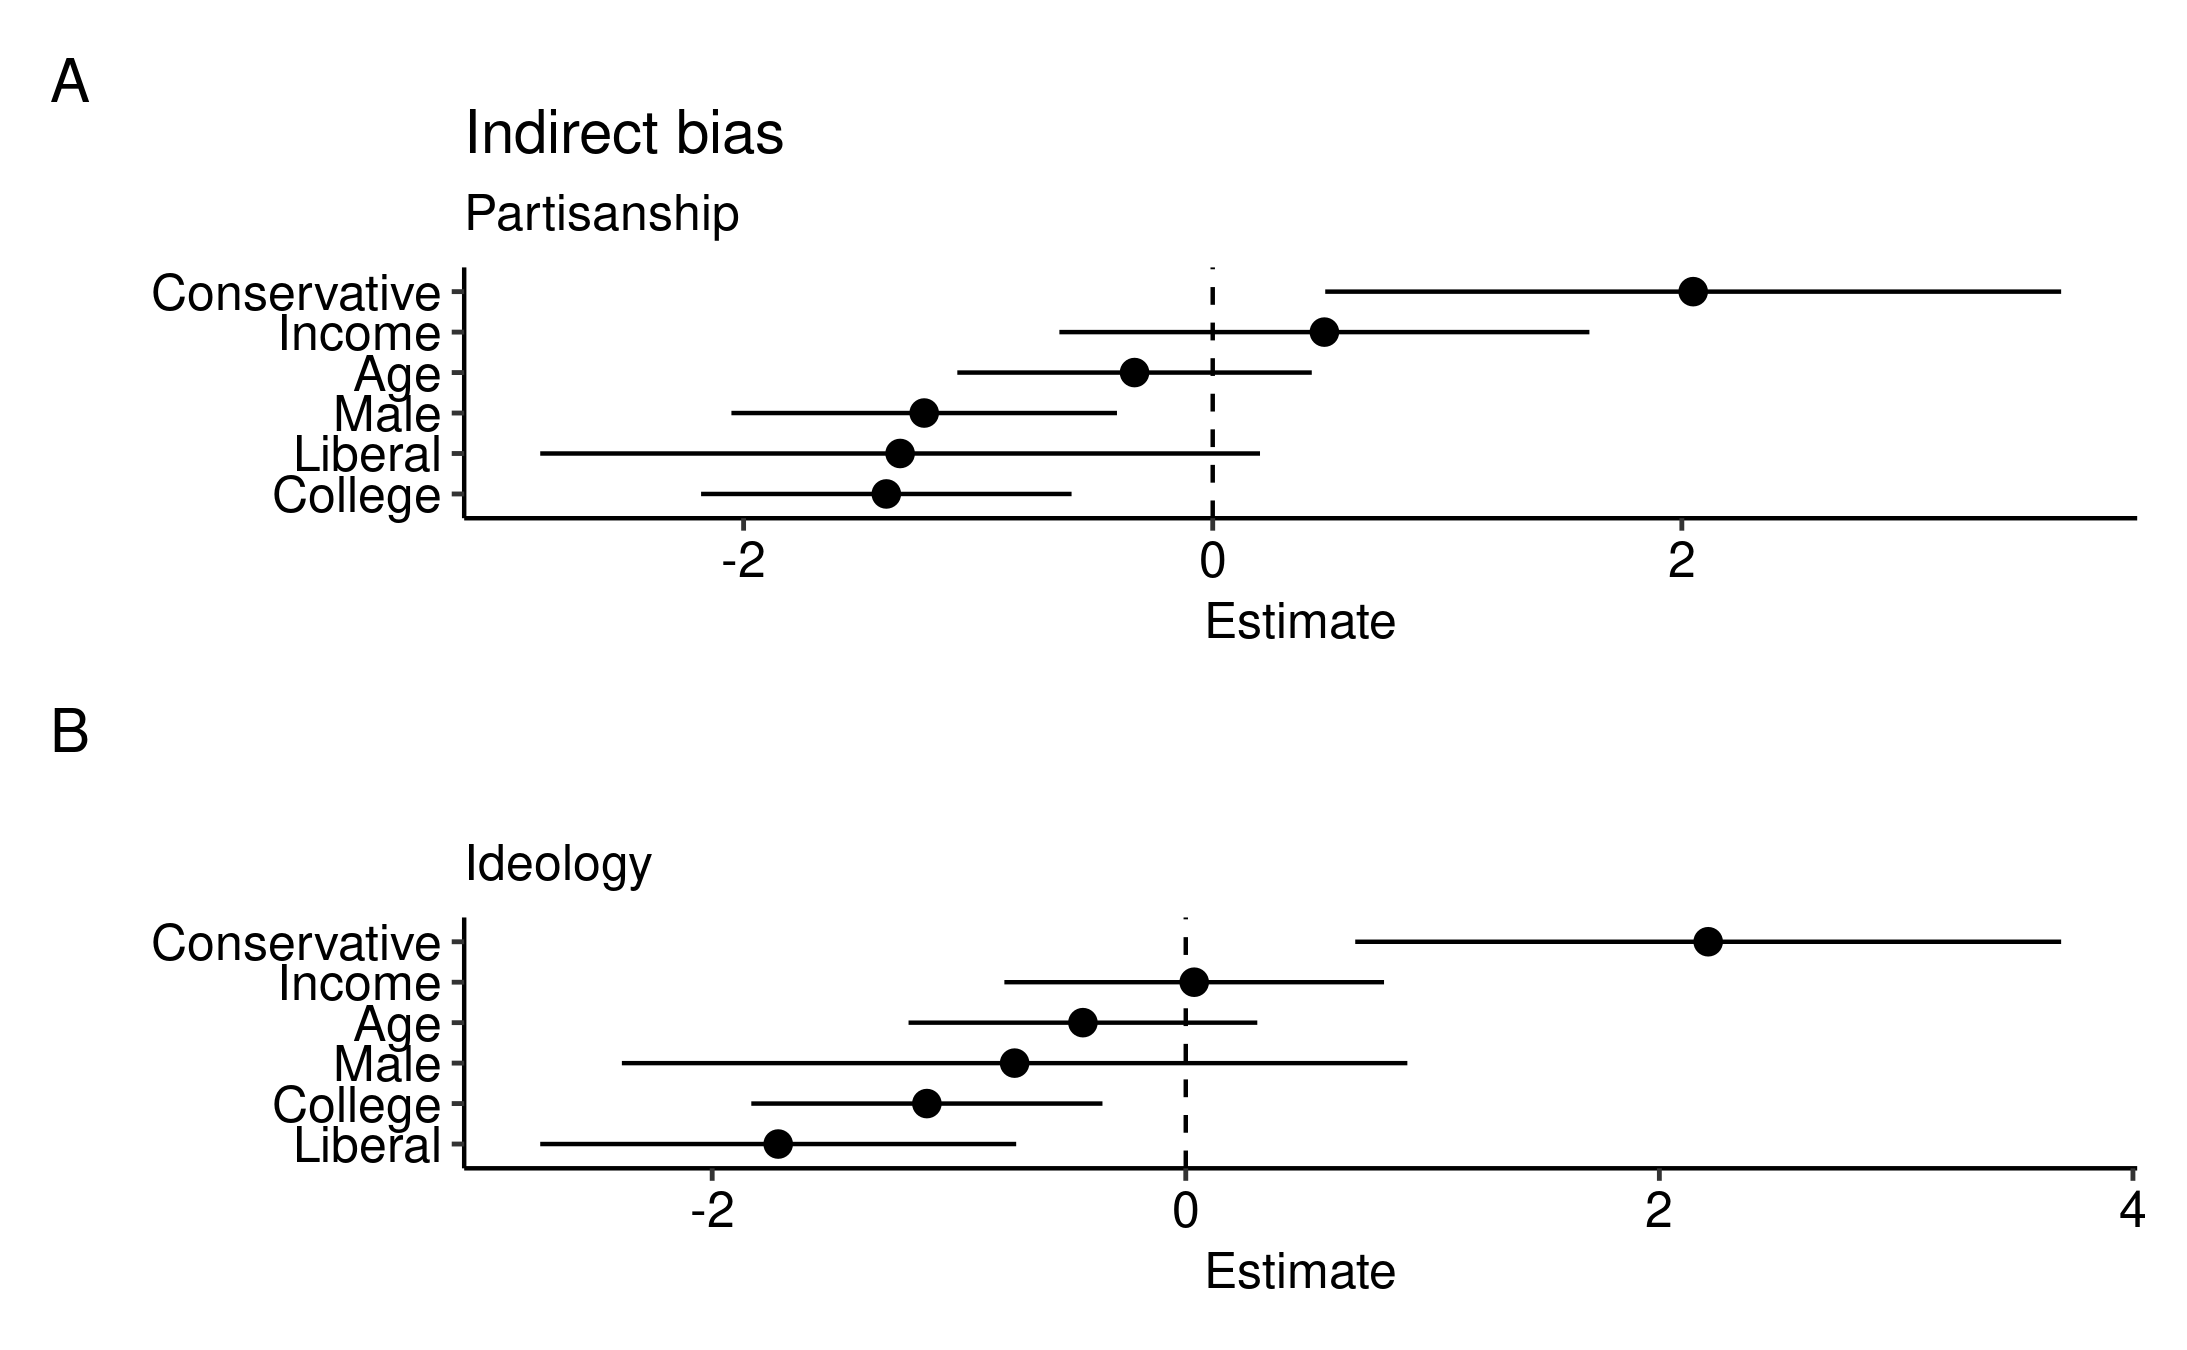 A
Indirect bias
Partisanship
Conservative
Income
Age
Male
Liberal
College
-2 0 2
Estimate
B
Ideology
Conservative
Income
Age
Male
College
Liberal
-2 0 2 4
Estimate